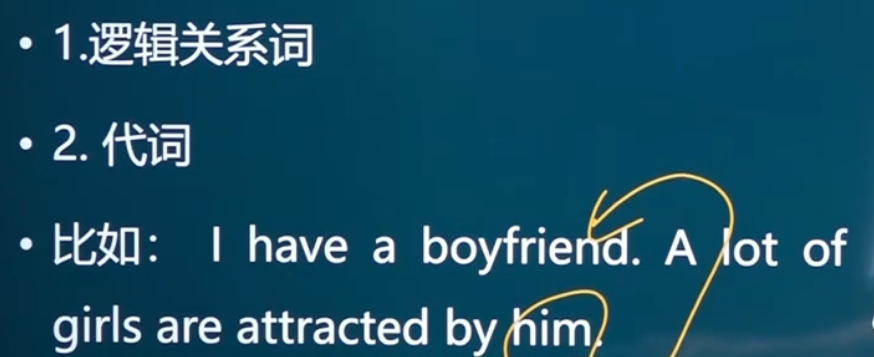 • 1.逻辑关系词
• 2. 代词
• 比如： I have a boyfriend. A lot of
girls are attracted by him.